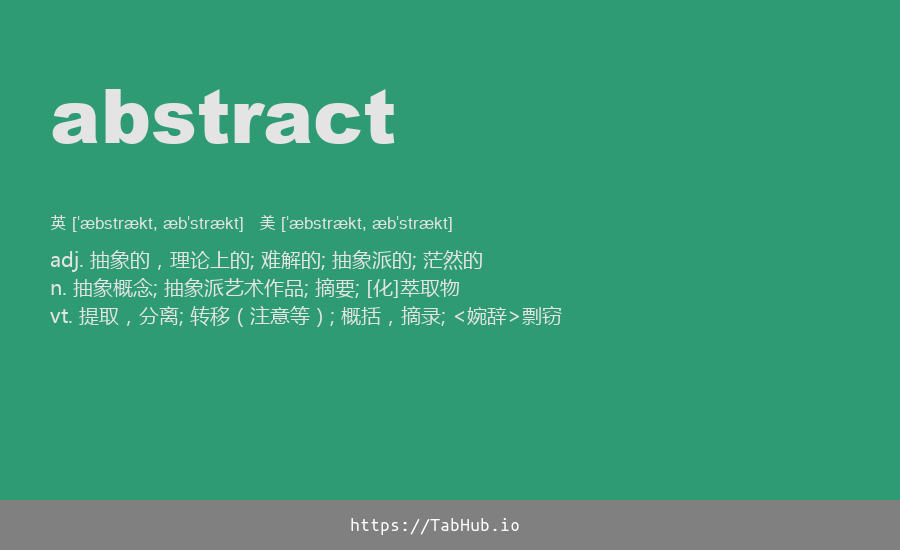 abstract
英 ['æbstrækt, æb'strækt] 美 ['æbstrækt, æb'strækt]
adj. 抽象的，理论上的; 难解的; 抽象派的; 茫然的
n. 抽象概念; 抽象派艺术作品; 摘要; [化]萃取物
vt. 提取，分离; 转移（注意等）; 概括，摘录; <婉辞>剽窃
https://TabHub.io